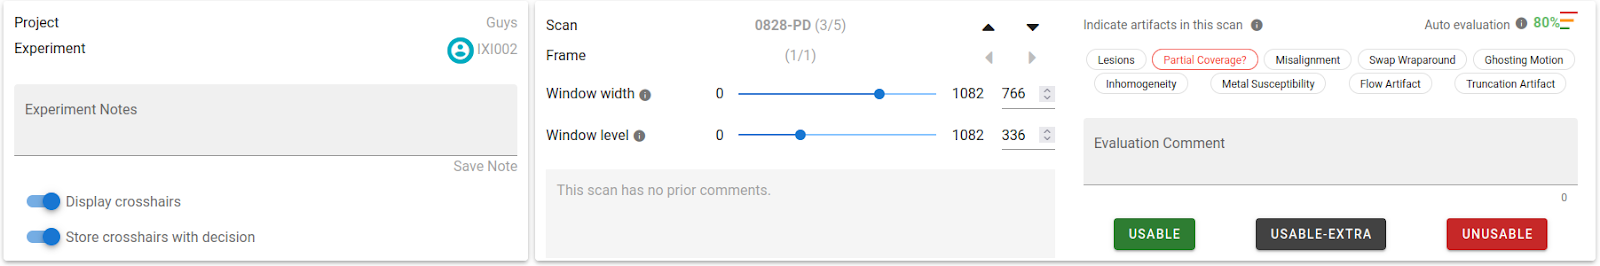 Project Guys
Experiment IXI002
Experiment Notes
Save Note
Display crosshairs
Store crosshairs with decision
Scan 0828-PD (3/5)
Frame (1/1)
Window width 0 1082 766
Window level 0 1082 336
This scan has no prior comments.
Indicate artifacts in this scan Auto evaluation 80%
Lesions Partial Coverage? Misalignment Swap Wraparound Ghosting Motion
Inhomogeneity Metal Susceptibility Flow Artifact Truncation Artifact
Evaluation Comment
0
USABLE USABLE-EXTRA UNUSABLE